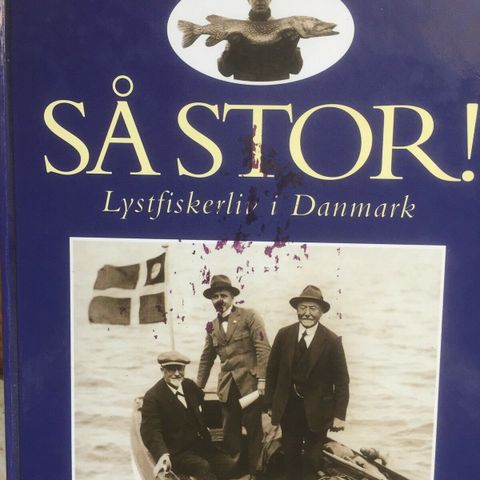 SÅ STOR!
Lystfiskerliv i Danmark